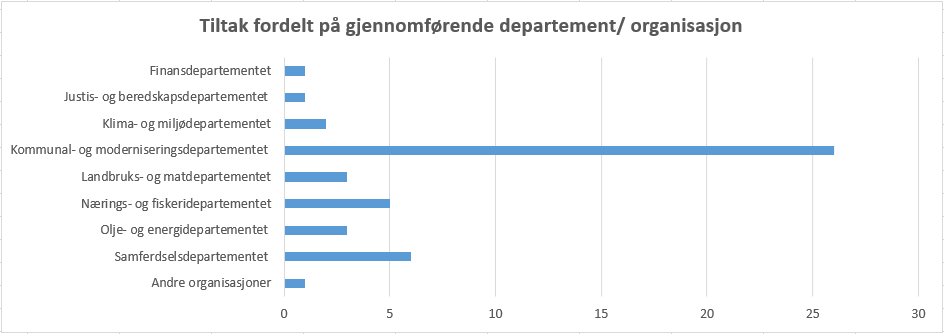 Tiltak fordelt på gjennomførende departement/ organisasjon
Finansdepartementet
Justis- og beredskapsdepartementet
Klima- og miljødepartementet
Kommunal- og moderniseringsdepartementet
Landbruks- og matdepartementet
Nærings- og fiskeridepartementet
Olje- og energidepartementet
Samferdselsdepartementet
Andre organisasjoner
0 5 10 15 20 25 30